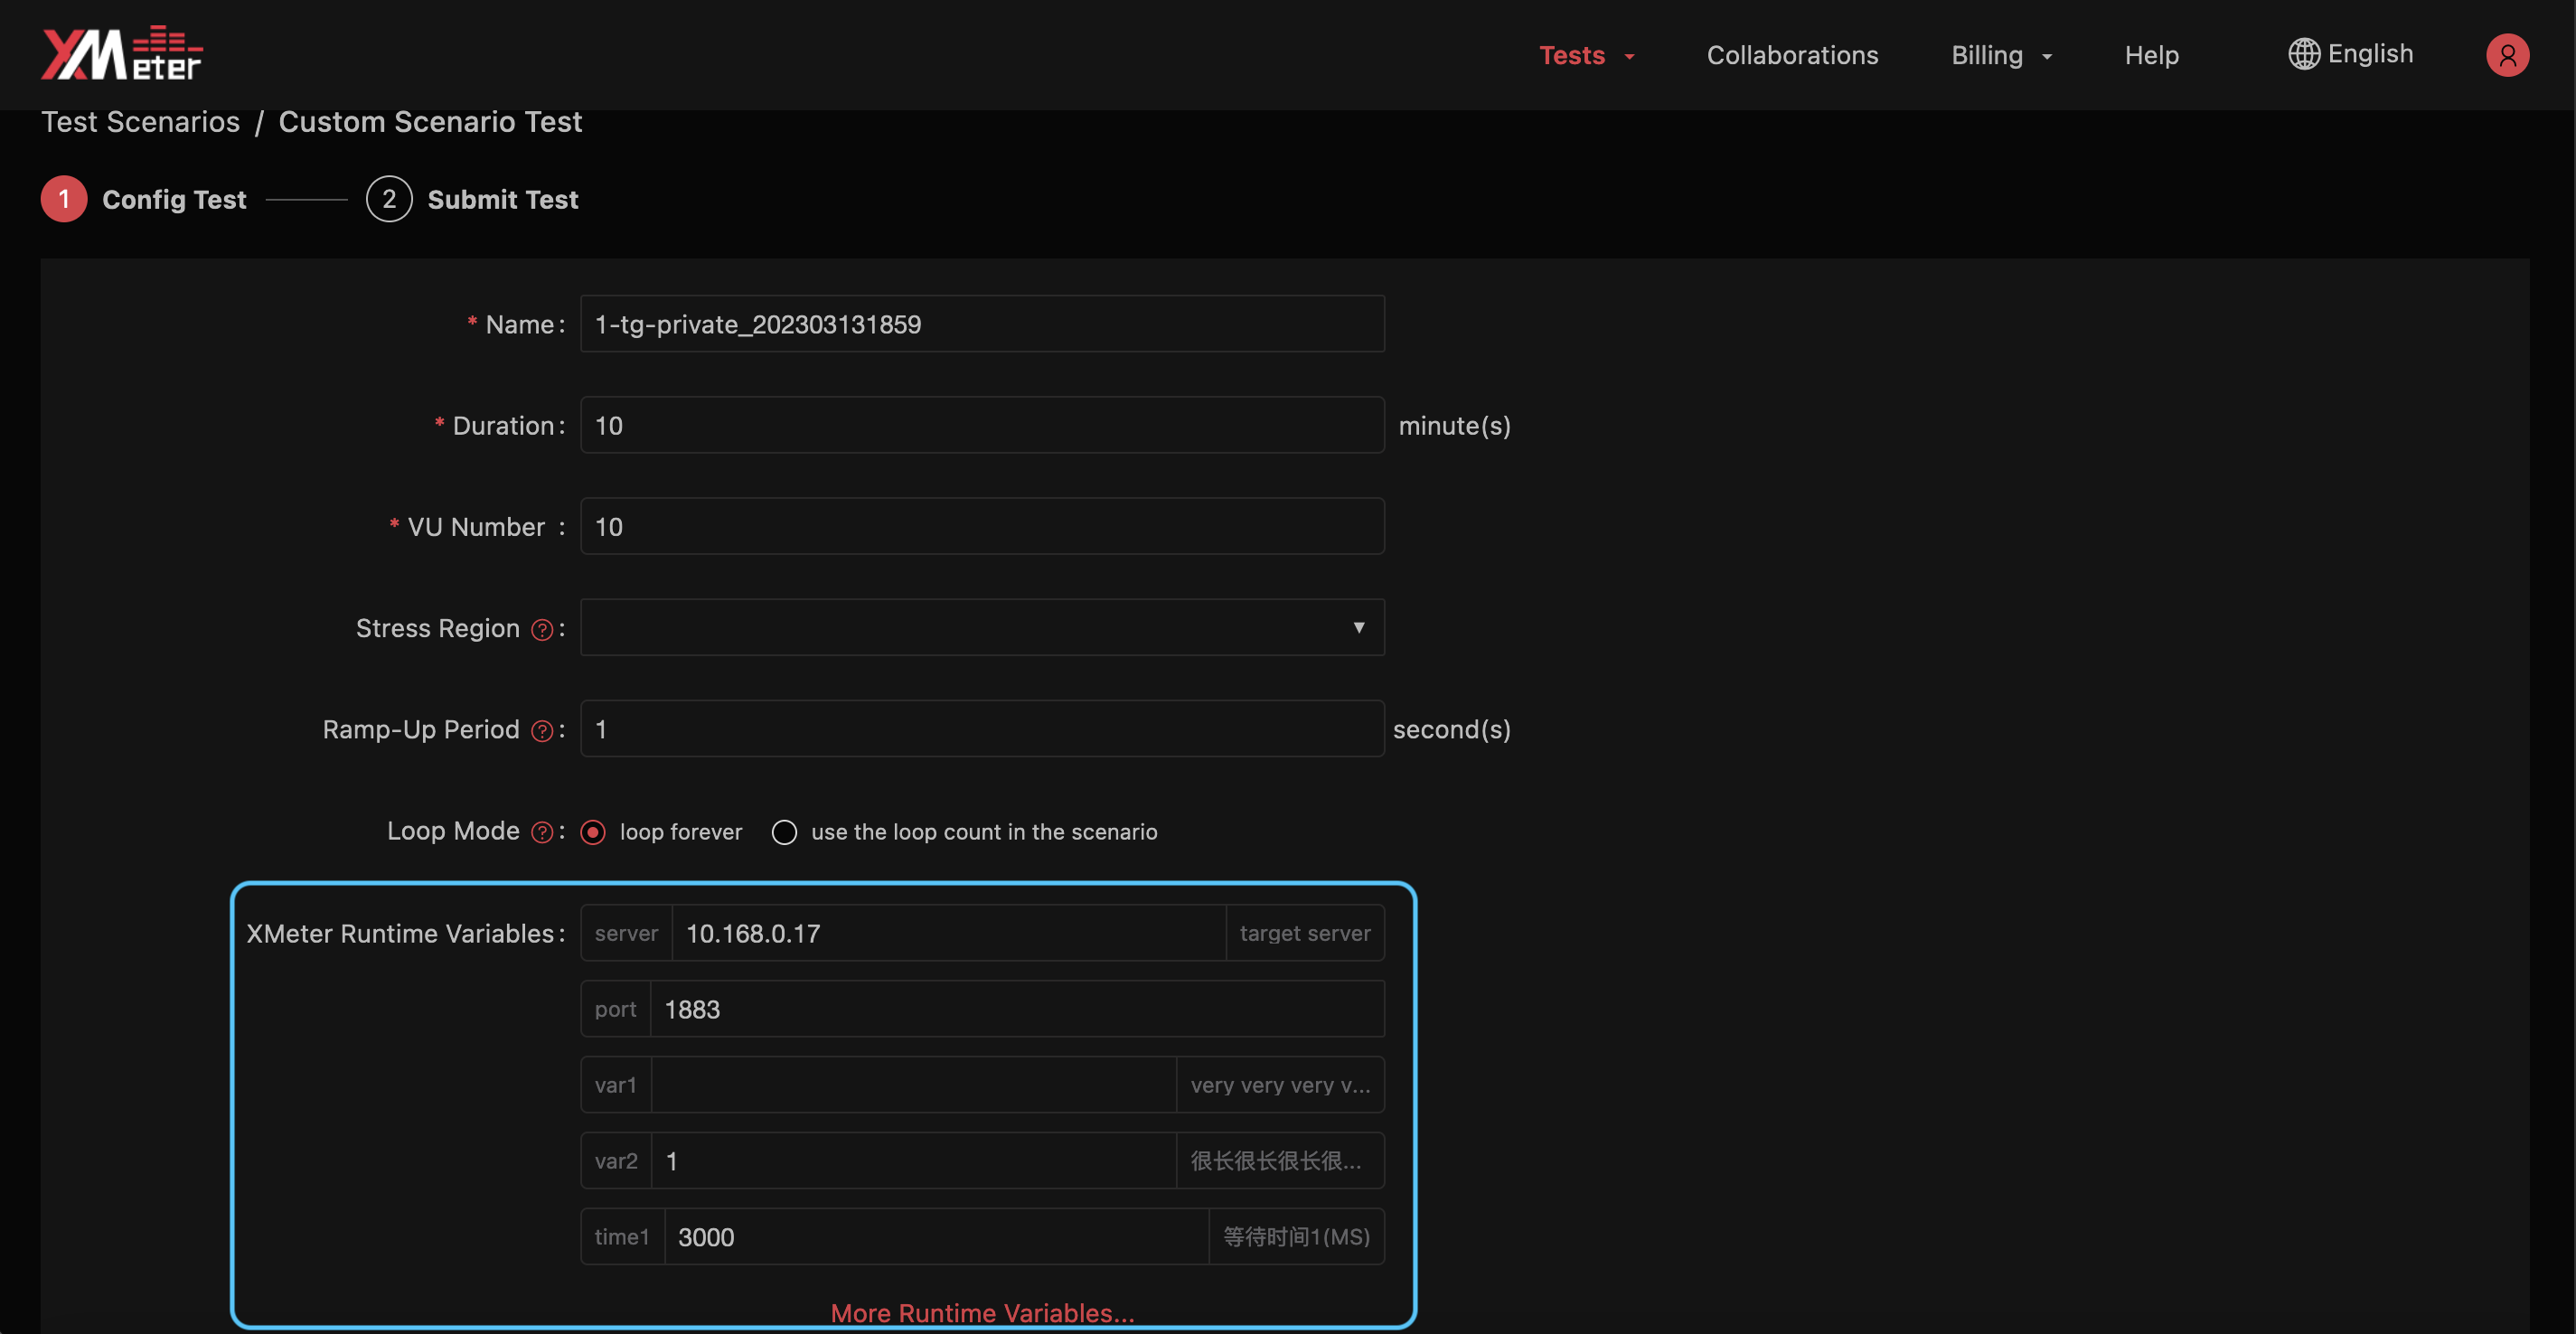 XMeter
Tests Collaborations Billing Help English
Test Scenarios / Custom Scenario Test
1 Config Test 2 Submit Test
* Name: 1-tg-private_202303131859
* Duration: 10 minute(s)
* VU Number : 10
Stress Region ? :
Ramp-Up Period ? : 1 second(s)
Loop Mode ? : loop forever use the loop count in the scenario
XMeter Runtime Variables: server 10.168.0.17 target server
port 1883
var1 very very very v...
var2 1 很长很长很长很...
time1 3000 等待时间1(MS)
More Runtime Variables...